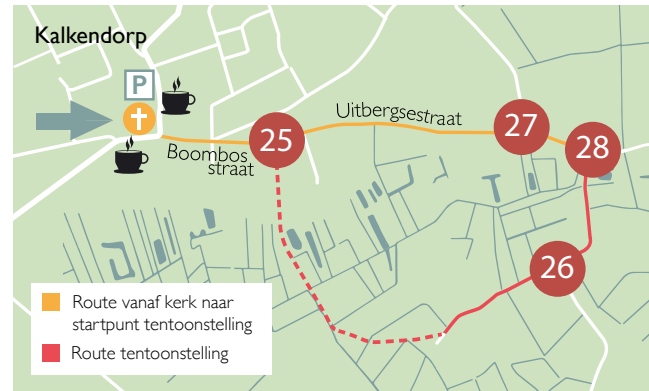 Kalkendorp
P
Uitbergsestraat
Boombos
straat
25
27
28
26
Route vanaf kerk naar
startpunt tentoonstelling
Route tentoonstelling